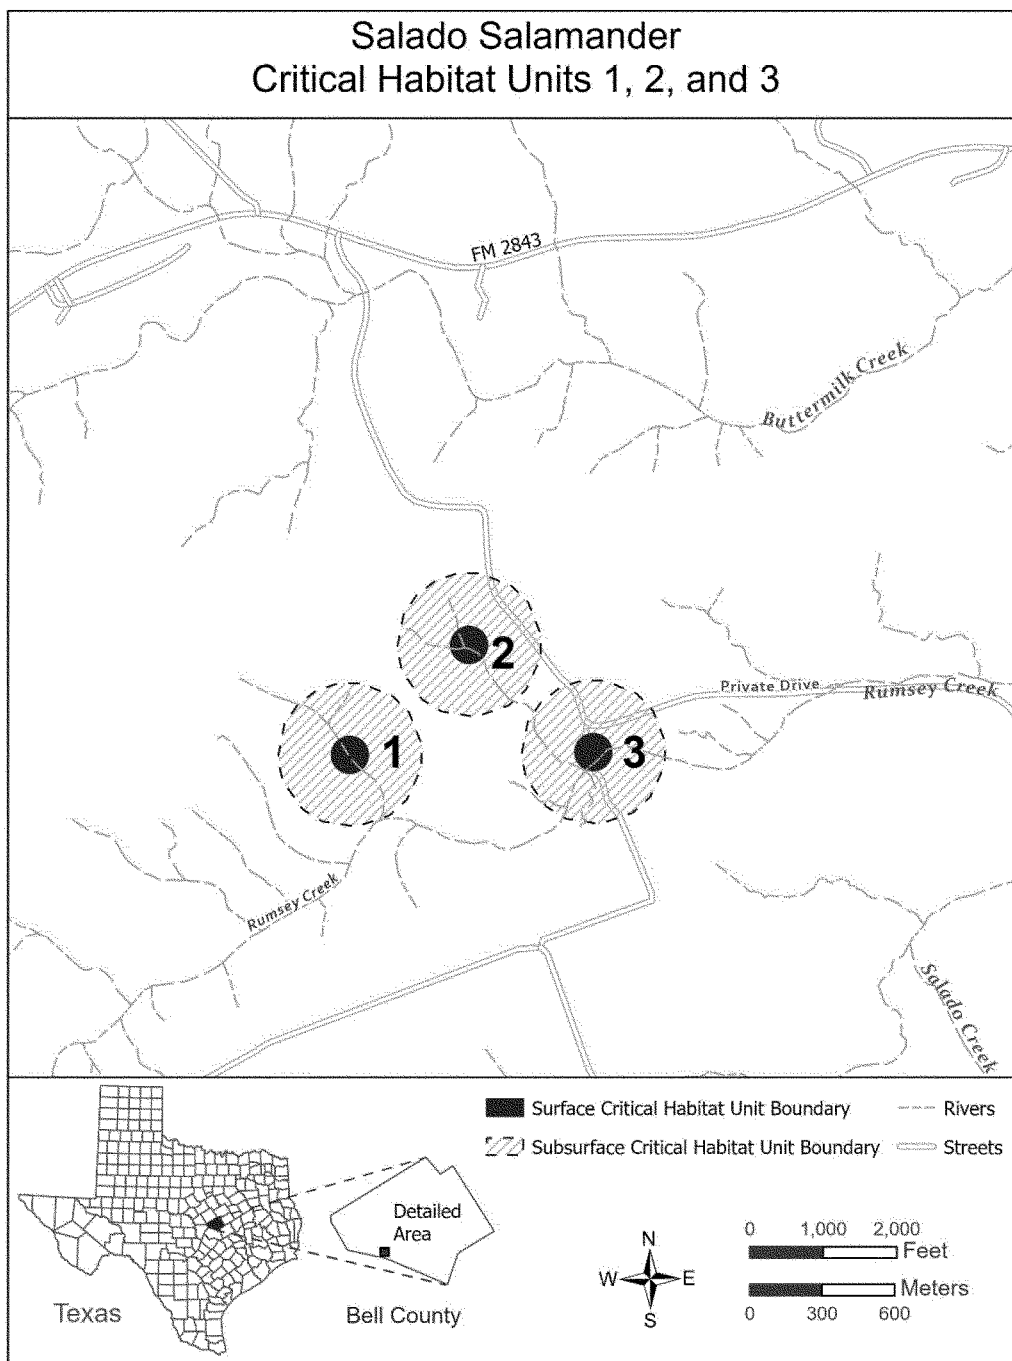 Salado Salamander
Critical Habitat Units 1, 2, and 3
FM 2843
Buttermilk Creek
2
Private Drive
Rumsey Creek
1
3
Rumsey Creek
Salado Creek
Surface Critical Habitat Unit Boundary
Rivers
Subsurface Critical Habitat Unit Boundary
Streets
Detailed
Area
Texas
Bell County
N
W
E
S
0 1,000 2,000
Feet
Meters
0 300 600